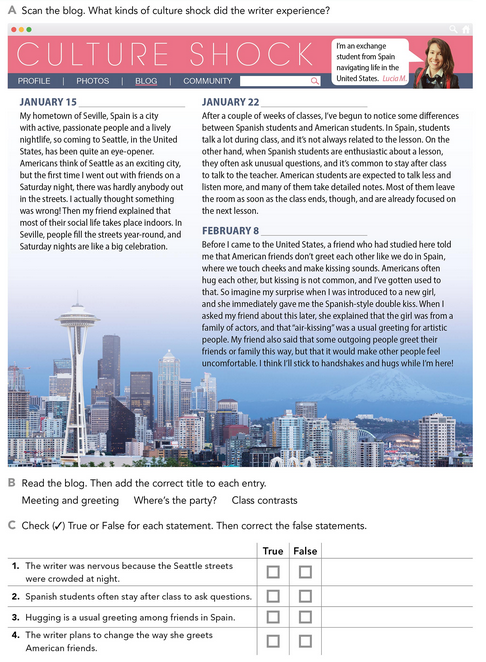 A Scan the blog. What kinds of culture shock did the writer experience?
CULTURE SHOCK
I'm an exchange
student from Spain
navigating life in the
United States. Lucia M.
PROFILE | PHOTOS | BLOG | COMMUNITY
JANUARY 15
My hometown of Seville, Spain is a city
with active, passionate people and a lively
nightlife, so coming to Seattle, in the United
States, has been quite an eye-opener.
Americans think of Seattle as an exciting city,
but the first time I went out with friends on a
Saturday night, there was hardly anybody out
in the streets. I actually thought something
was wrong! Then my friend explained that
most of their social life takes place indoors. In
Seville, people fill the streets year-round, and
Saturday nights are like a big celebration.
JANUARY 22
After a couple of weeks of classes, I've begun to notice some differences
between Spanish students and American students. In Spain, students
talk a lot during class, and it's not always related to the lesson. On the
other hand, when Spanish students are enthusiastic about a lesson,
they often ask unusual questions, and it's common to stay after class
to talk to the teacher. American students are expected to talk less and
listen more, and many of them take detailed notes. Most of them leave
the room as soon as the class ends, though, and are already focused on
the next lesson.
FEBRUARY 8
Before I came to the United States, a friend who had studied here told
me that American friends don't greet each other like we do in Spain,
where we touch cheeks and make kissing sounds. Americans often
hug each other, but kissing is not common, and I've gotten used to
that. So imagine my surprise when I was introduced to a new girl,
and she immediately gave me the Spanish-style double kiss. When I
asked my friend about this later, she explained that the girl was from a
family of actors, and that "air-kissing" was a usual greeting for artistic
people. My friend also said that some outgoing people greet their
friends or family this way, but that it would make other people feel
uncomfortable. I think I'll stick to handshakes and hugs while I'm here!
B Read the blog. Then add the correct title to each entry.
Meeting and greeting Where's the party? Class contrasts
C Check (✓) True or False for each statement. Then correct the false statements.
True False
1. The writer was nervous because the Seattle streets
were crowded at night.
2. Spanish students often stay after class to ask questions.
3. Hugging is a usual greeting among friends in Spain.
4. The writer plans to change the way she greets
American friends.